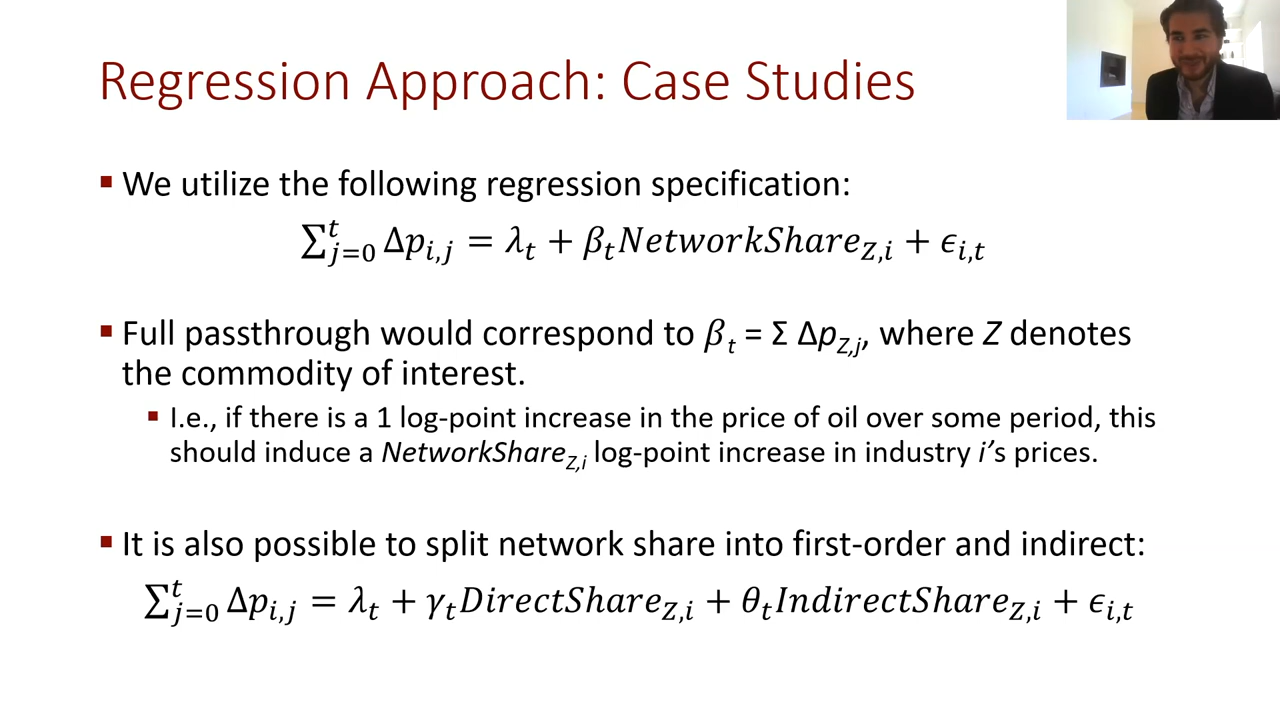 Regression Approach: Case Studies
▪ We utilize the following regression specification:
∑ᵗⱼ₌₀ Δp_{i,j} = λ_t + β_t NetworkShare_{Z,i} + ϵ_{i,t}
▪ Full passthrough would correspond to β_t = Σ Δp_{Z,j}, where Z denotes
the commodity of interest.
▪ I.e., if there is a 1 log-point increase in the price of oil over some period, this
should induce a NetworkShare_{Z,i} log-point increase in industry i's prices.
▪ It is also possible to split network share into first-order and indirect:
∑ᵗⱼ₌₀ Δp_{i,j} = λ_t + γ_t DirectShare_{Z,i} + θ_t IndirectShare_{Z,i} + ϵ_{i,t}